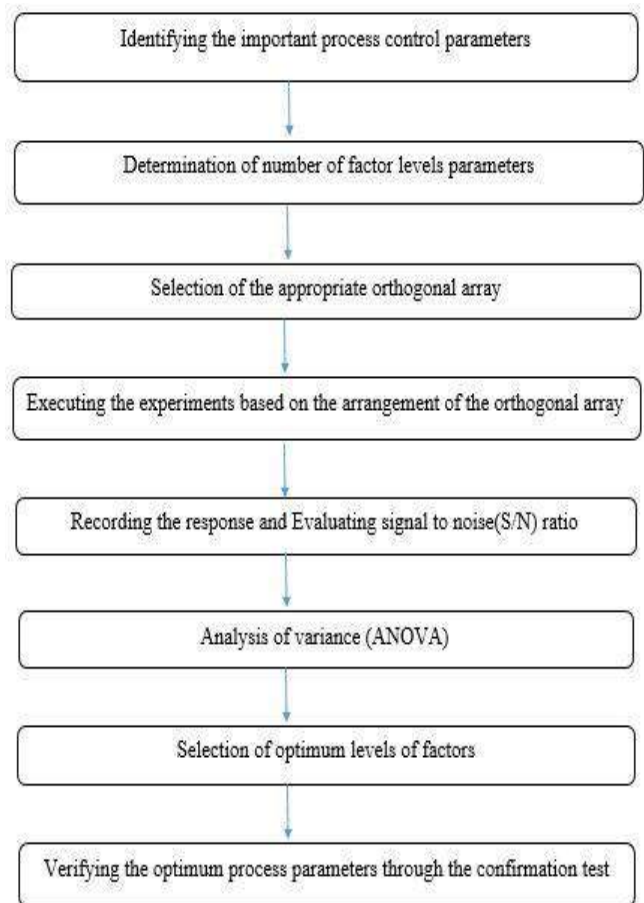 Identifying the important process control parameters
Determination of number of factor levels parameters
Selection of the appropriate orthogonal array
Executing the experiments based on the arrangement of the orthogonal array
Recording the response and Evaluating signal to noise(S/N) ratio
Analysis of variance (ANOVA)
Selection of optimum levels of factors
Verifying the optimum process parameters through the confirmation test